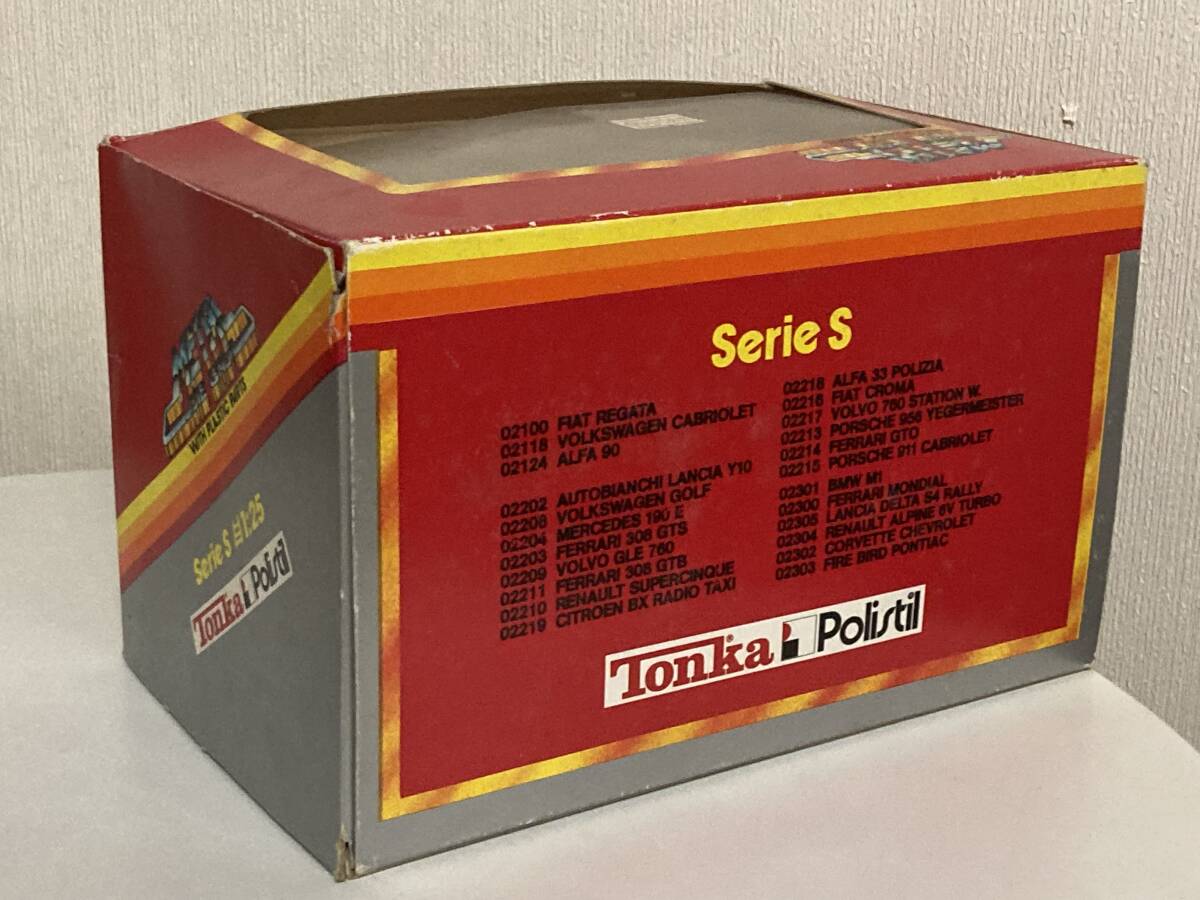 WITH PLASTIC PARTS
Serie S 1:25
Tonka Polistil
Serie S
02100 FIAT REGATA
02118 VOLKSWAGEN CABRIOLET
02124 ALFA 90
02202 AUTOBIANCHI LANCIA Y10
02206 VOLKSWAGEN GOLF
02204 MERCEDES 190 E
02203 FERRARI 308 GTS
02209 VOLVO GLE 760
02211 FERRARI 308 GTB
02210 RENAULT SUPERCINQUE
02219 CITROEN BX RADIO TAXI
02218 ALFA 33 POLIZIA
02216 FIAT CROMA
02217 VOLVO 760 STATION W.
02213 PORSCHE 956 YEGERMEISTER
02214 FERRARI GTO
02215 PORSCHE 911 CABRIOLET
02301 BMW M1
02300 FERRARI MONDIAL
02305 LANCIA DELTA S4 RALLY
02304 RENAULT ALPINE 6V TURBO
02302 CORVETTE CHEVROLET
02303 FIRE BIRD PONTIAC
Tonka® Polistil